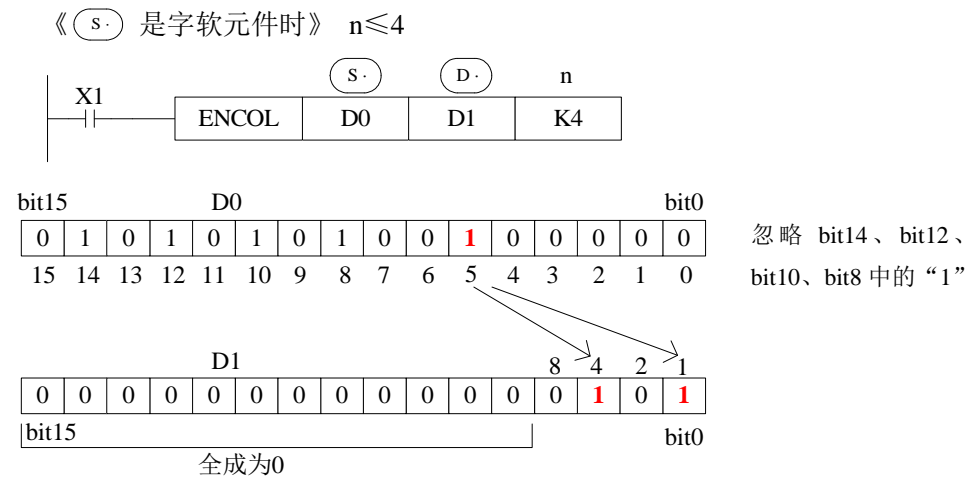 《 S· 是字软元件时》 n≤4
S· D· n
X1
ENCOL D0 D1 K4
bit15 D0 bit0
0 1 0 1 0 1 0 1 0 0 1 0 0 0 0 0
15 14 13 12 11 10 9 8 7 6 5 4 3 2 1 0
忽略 bit14、bit12、
bit10、bit8 中的“1”
D1 8 4 2 1
0 0 0 0 0 0 0 0 0 0 0 0 0 1 0 1
bit15 bit0
全成为0